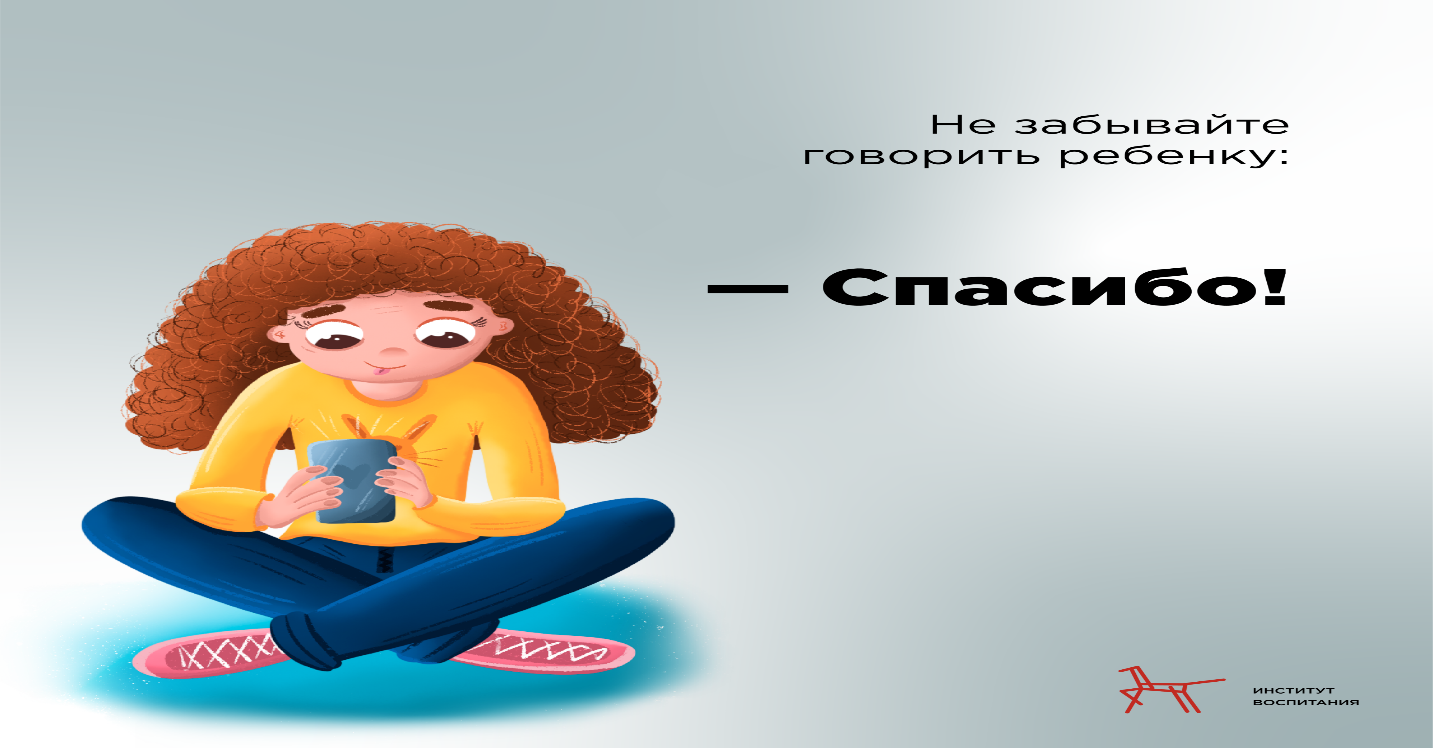 Не забывайте
говорить ребенку:
— Спасибо!
ИНСТИТУТ
ВОСПИТАНИЯ